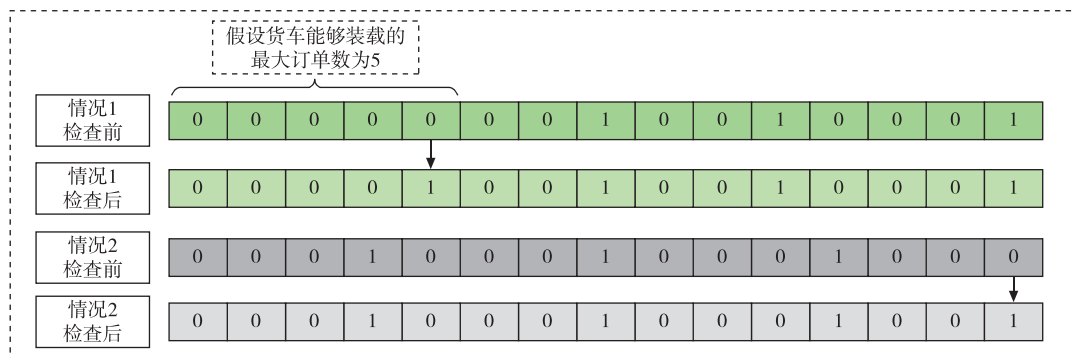 假设货车能够装载的
最大订单数为5
情况1
检查前
0 0 0 0 0 0 0 1 0 0 1 0 0 0 1
情况1
检查后
0 0 0 0 1 0 0 1 0 0 1 0 0 0 1
情况2
检查前
0 0 0 1 0 0 0 1 0 0 0 1 0 0 0
情况2
检查后
0 0 0 1 0 0 0 1 0 0 0 1 0 0 1